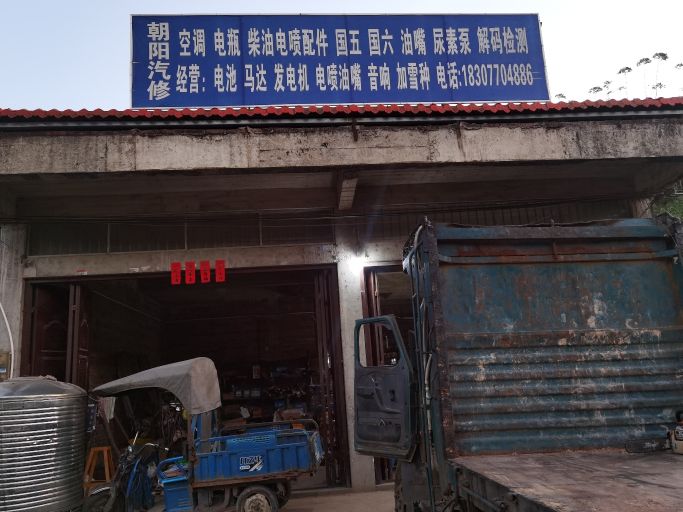 朝阳汽修
空调 电瓶 柴油电喷配件 国五 国六 油嘴 尿素泵 解码检测
经营：电池 马达 发电机 电喷油嘴 音响 加雪种 电话:18307704886